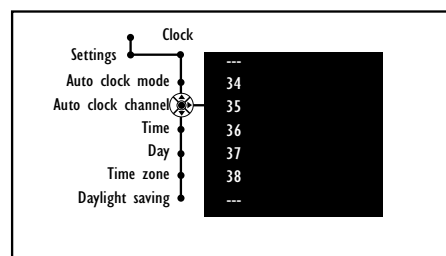 Clock
Settings
Auto clock mode
Auto clock channel
Time
Day
Time zone
Daylight saving
---
34
35
36
37
38
---